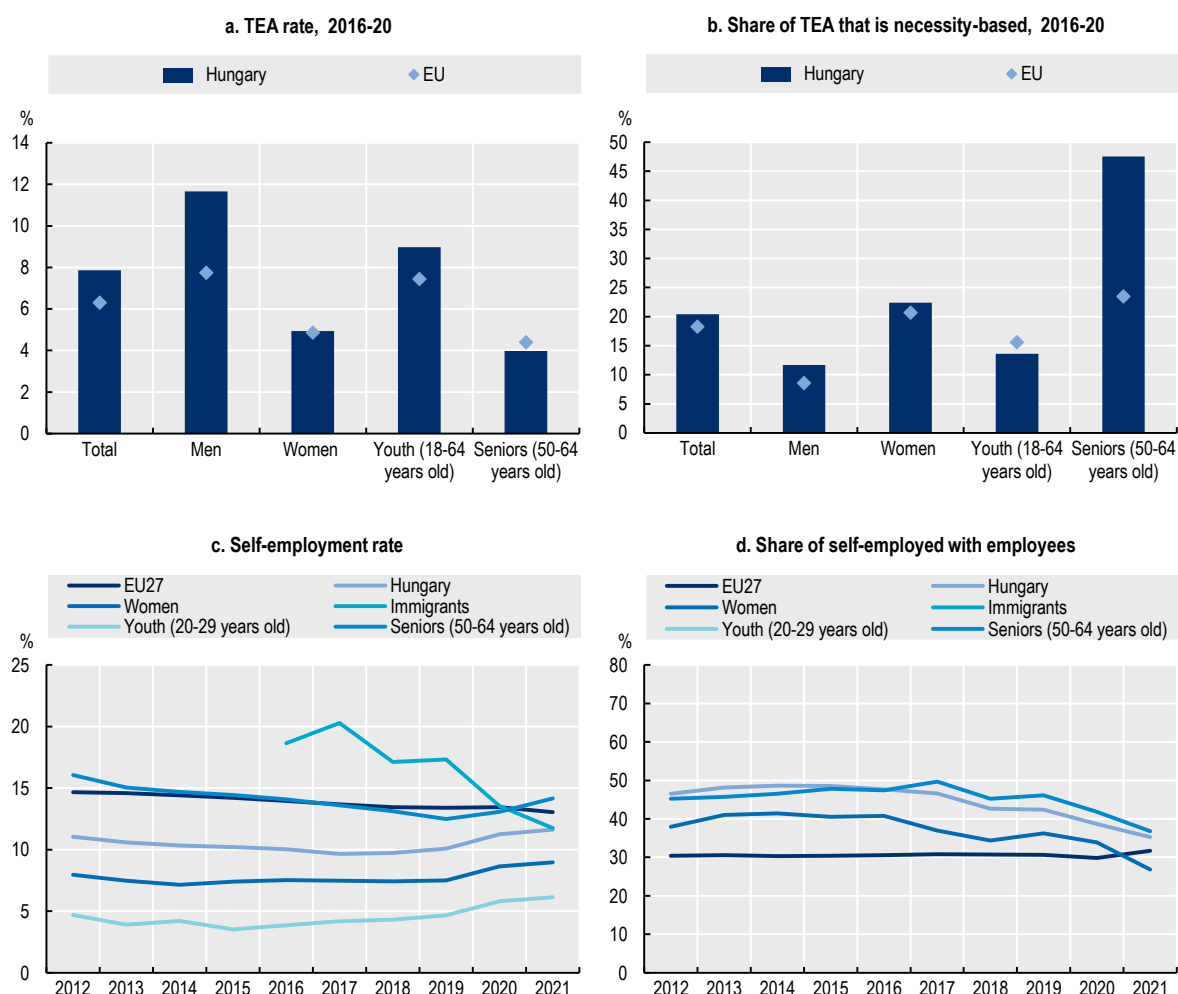 a. TEA rate, 2016-20
Hungary
EU
%
14
12
10
8
6
4
2
0
Total
Men
Women
Youth (18-64
years old)
Seniors (50-64
years old)
b. Share of TEA that is necessity-based, 2016-20
Hungary
EU
%
50
45
40
35
30
25
20
15
10
5
0
Total
Men
Women
Youth (18-64
years old)
Seniors (50-64
years old)
c. Self-employment rate
EU27
Hungary
Women
Immigrants
Youth (20-29 years old)
Seniors (50-64 years old)
%
25
20
15
10
5
0
2012 2013 2014 2015 2016 2017 2018 2019 2020 2021
d. Share of self-employed with employees
EU27
Hungary
Women
Immigrants
Youth (20-29 years old)
Seniors (50-64 years old)
%
80
70
60
50
40
30
20
10
0
2012 2013 2014 2015 2016 2017 2018 2019 2020 2021